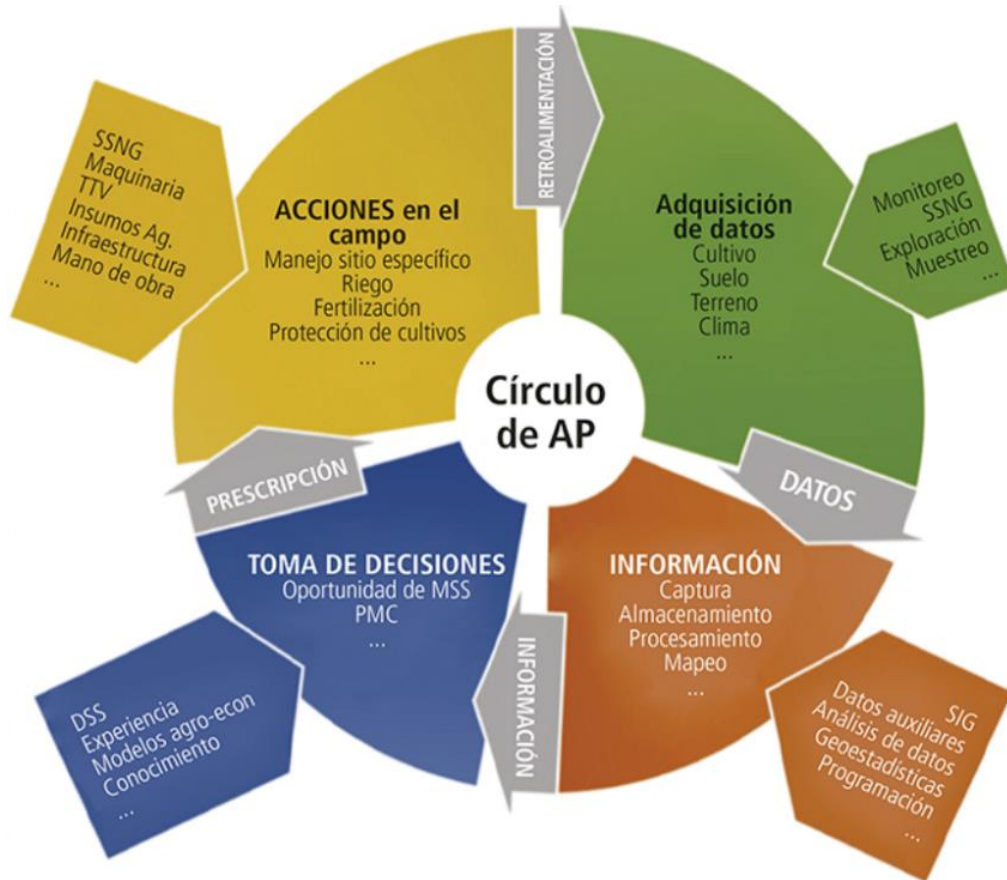 RETROALIMENTACIÓN
SSNG
Maquinaria
TTV
Insumos Ag.
Infraestructura
Mano de obra
...
ACCIONES en el
campo
Manejo sitio específico
Riego
Fertilización
Protección de cultivos
...
Adquisición
de datos
Cultivo
Suelo
Terreno
Clima
...
Monitoreo
SSNG
Exploración
Muestreo
...
Círculo
de AP
PRESCRIPCIÓN
DATOS
TOMA DE DECISIONES
Oportunidad de MSS
PMC
...
INFORMACIÓN
INFORMACIÓN
Captura
Almacenamiento
Procesamiento
Mapeo
...
DSS
Experiencia
Modelos agro-econ
Conocimiento
...
SIG
Datos auxiliares
Análisis de datos
Geoestadísticas
Programación
...